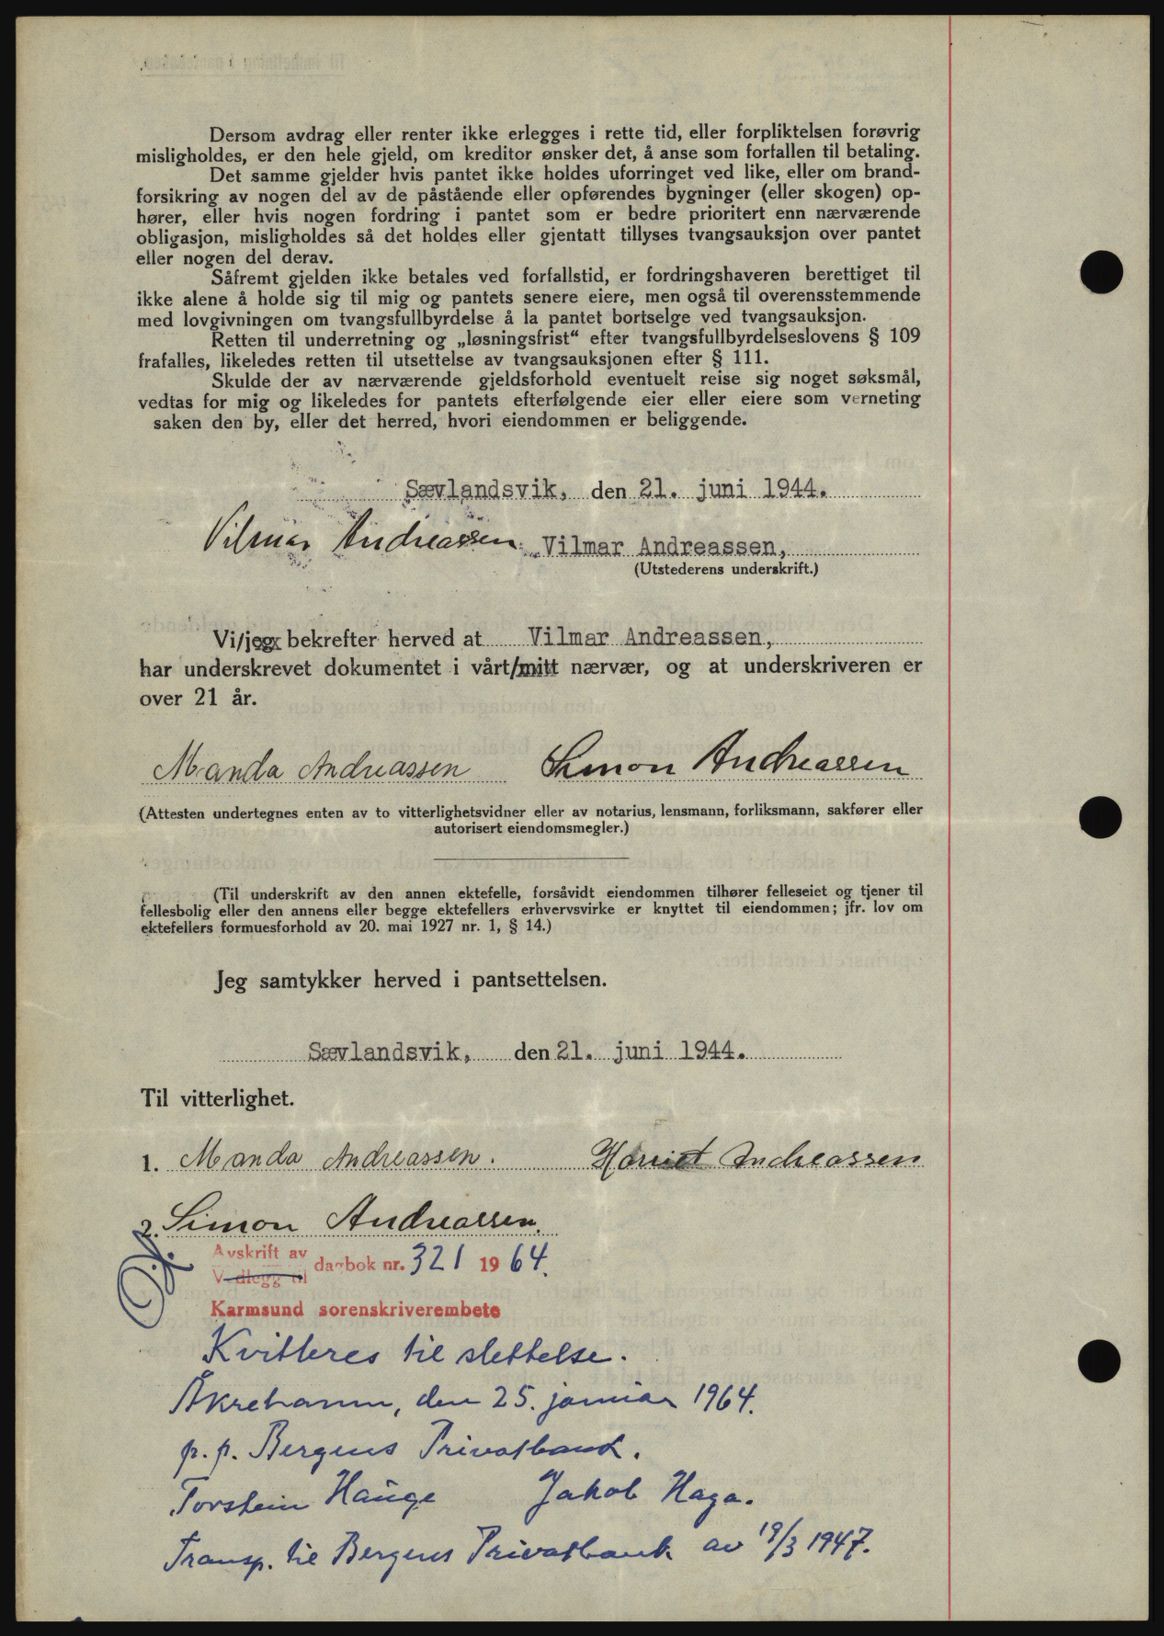 Dersom avdrag eller renter ikke erlegges i rette tid, eller forpliktelsen forøvrig
misligholdes, er den hele gjeld, om kreditor ønsker det, å anse som forfallen til betaling.
Det samme gjelder hvis pantet ikke holdes uforringet ved like, eller om brand-
forsikring av nogen del av de påstående eller opførendes bygninger (eller skogen) op-
hører, eller hvis nogen fordring i pantet som er bedre prioritert enn nærværende
obligasjon, misligholdes så det holdes eller gjentatt tillyses tvangsauksjon over pantet
eller nogen del derav.
Såfremt gjelden ikke betales ved forfallstid, er fordringshaveren berettiget til
ikke alene å holde sig til mig og pantets senere eiere, men også til overensstemmende
med lovgivningen om tvangsfullbyrdelse å la pantet bortselge ved tvangsauksjon.
Retten til underretning og „løsningsfrist“ efter tvangsfullbyrdelseslovens § 109
frafalles, likeledes retten til utsettelse av tvangsauksjonen efter § 111.
Skulde der av nærværende gjeldsforhold eventuelt reise sig noget søksmål,
vedtas for mig og likeledes for pantets efterfølgende eier eller eiere som verneting
saken den by, eller det herred, hvori eiendommen er beliggende.
Sævlandsvik, den 21. juni 1944.
Vilmar Andreassen Vilmar Andreassen,
(Utstederens underskrift.)
Vi/jeg bekrefter herved at Vilmar Andreassen,
har underskrevet dokumentet i vårt/mitt nærvær, og at underskriveren er
over 21 år.
Manda Andreassen Simon Andreassen
(Attesten undertegnes enten av to vitterlighetsvidner eller av notarius, lensmann, forliksmann, sakfører eller
autorisert eiendomsmegler.)
(Til underskrift av den annen ektefelle, forsåvidt eiendommen tilhører felleseiet og tjener til
fellesbolig eller den annens eller begge ektefellers erhvervsvirke er knyttet til eiendommen; jfr. lov om
ektefellers formuesforhold av 20. mai 1927 nr. 1, § 14.)
Jeg samtykker herved i pantsettelsen.
Sævlandsvik, den 21. juni 1944.
Til vitterlighet.
1. Manda Andreassen. Harriet Andreassen
2. Simon Andreassen.
Avskrift av
Vedlegg til dagbok nr. 321 1964.
Karmsund sorenskriverembete
Kvitteres til slettelse.
Åkrehamn, den 25. januar 1964.
p.p. Bergens Privatbank.
Torstein Hauge Jakob Haga.
Transp. til Bergens Privatbank av 19/3 1947.